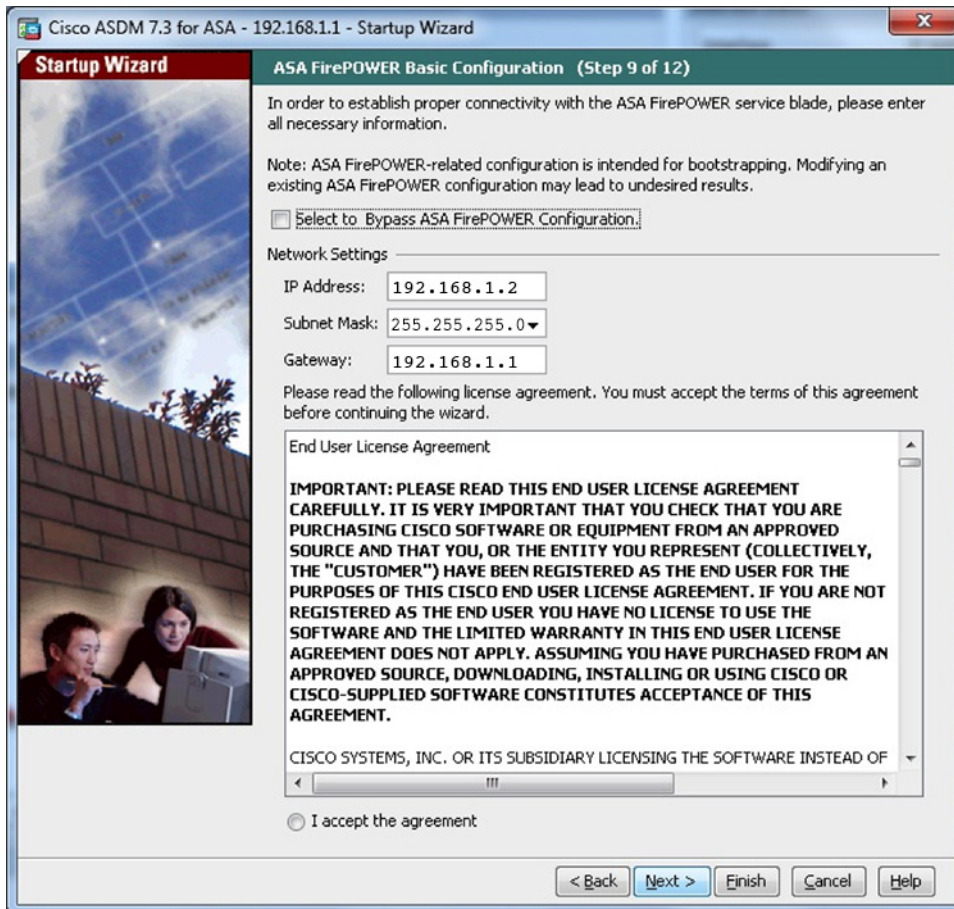 Cisco ASDM 7.3 for ASA - 192.168.1.1 - Startup Wizard
Startup Wizard
ASA FirePOWER Basic Configuration (Step 9 of 12)
In order to establish proper connectivity with the ASA FirePOWER service blade, please enter
all necessary information.
Note: ASA FirePOWER-related configuration is intended for bootstrapping. Modifying an
existing ASA FirePOWER configuration may lead to undesired results.
Select to Bypass ASA FirePOWER Configuration.
Network Settings
IP Address: 192.168.1.2
Subnet Mask: 255.255.255.0
Gateway: 192.168.1.1
Please read the following license agreement. You must accept the terms of this agreement
before continuing the wizard.
End User License Agreement
IMPORTANT: PLEASE READ THIS END USER LICENSE AGREEMENT
CAREFULLY. IT IS VERY IMPORTANT THAT YOU CHECK THAT YOU ARE
PURCHASING CISCO SOFTWARE OR EQUIPMENT FROM AN APPROVED
SOURCE AND THAT YOU, OR THE ENTITY YOU REPRESENT (COLLECTIVELY,
THE "CUSTOMER") HAVE BEEN REGISTERED AS THE END USER FOR THE
PURPOSES OF THIS CISCO END USER LICENSE AGREEMENT. IF YOU ARE NOT
REGISTERED AS THE END USER YOU HAVE NO LICENSE TO USE THE
SOFTWARE AND THE LIMITED WARRANTY IN THIS END USER LICENSE
AGREEMENT DOES NOT APPLY. ASSUMING YOU HAVE PURCHASED FROM AN
APPROVED SOURCE, DOWNLOADING, INSTALLING OR USING CISCO OR
CISCO-SUPPLIED SOFTWARE CONSTITUTES ACCEPTANCE OF THIS
AGREEMENT.
CISCO SYSTEMS, INC. OR ITS SUBSIDIARY LICENSING THE SOFTWARE INSTEAD OF
I accept the agreement
< Back Next > Finish Cancel Help